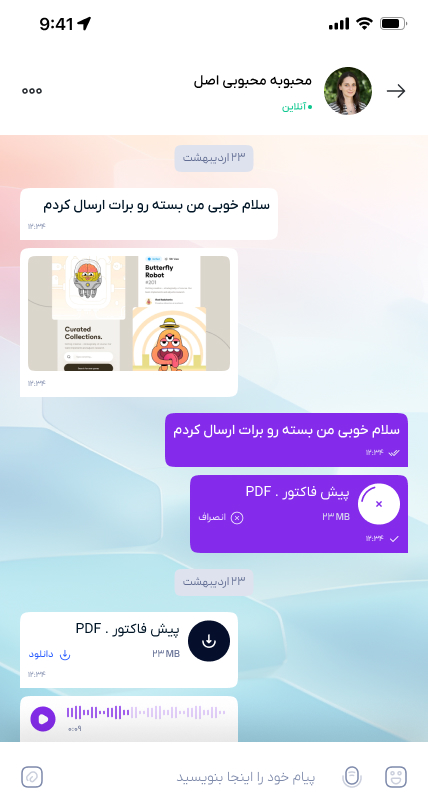 9:41
محبوبه محبوبی اصل
آنلاین
۲۳ اردیبهشت
سلام خوبی من بسته رو برات ارسال کردم
۱۲:۳۴
Butterfly
Robot
#001
Curated
Collections.
۱۲:۳۴
سلام خوبی من بسته رو برات ارسال کردم
۱۲:۳۴
پیش فاکتور . PDF
۲۳ MB
انصراف
۱۲:۳۴
۲۳ اردیبهشت
پیش فاکتور . PDF
۲۳ MB
دانلود
۱۲:۳۴
۰:۰۹
پیام خود را اینجا بنویسید